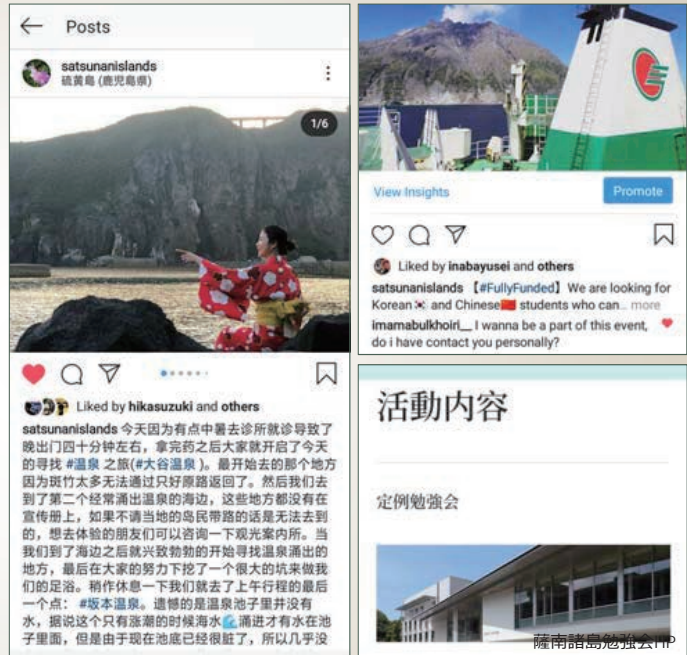 Posts
satsunanislands
硫黄島 (鹿児島県)
1/6
Liked by hikasuzuki and others
satsunanislands 今天因为有点中暑去诊所就诊导致了
晚出门四十分钟左右，拿完药之后大家就开启了今天
的寻找 #温泉 之旅(#大谷温泉 )。最开始去的那个地方
因为斑竹太多无法通过只好原路返回了。然后我们去
到了第二个经常涌出温泉的海边，这些地方都没有在
宣传册上，如果不请当地的岛民带路的话是无法去到
的，想去体验的朋友们可以咨询一下观光案内所。当
我们到了海边之后就兴致勃勃的开始寻找温泉涌出的
地方，最后在大家的努力下挖了一个很大的坑来做我
们的足浴。稍作休息一下我们就去了上午行程的最后
一个点： #坂本温泉。遗憾的是温泉池子里并没有
水，据说这个只有涨潮的时候海水🌊涌进才有水在池
子里面，但是由于现在池底已经很脏了，所以几乎没
View Insights
Promote
Liked by inabayusei and others
satsunanislands 【#FullyFunded】We are looking for
Korean 🇰🇷 and Chinese🇨🇳 students who can... more
imamabulkhoiri__ I wanna be a part of this event,
do i have contact you personally?
活動内容
定例勉強会
薩南諸島勉強会HP